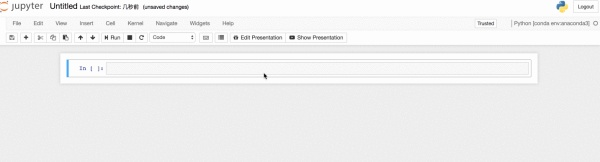 jupyter Untitled Last Checkpoint: 几秒前 (unsaved changes) Logout
File Edit View Insert Cell Kernel Navigate Widgets Help Trusted Python [conda env:anaconda3]
Run Code Edit Presentation Show Presentation
In [ ]: